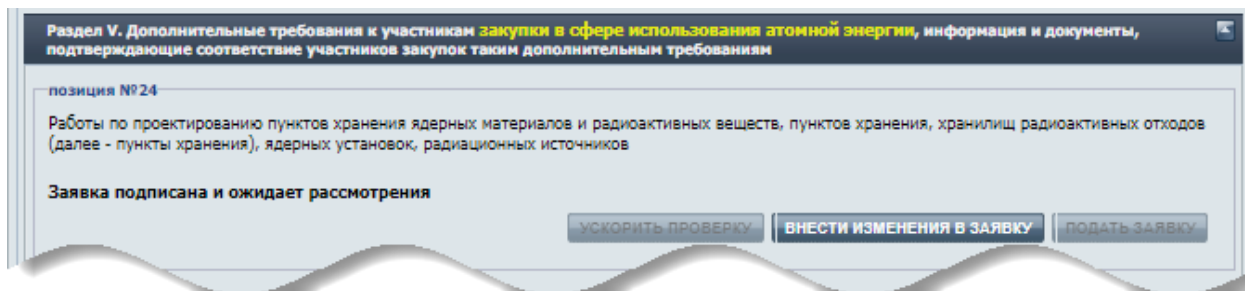 Раздел V. Дополнительные требования к участникам закупки в сфере использования атомной энергии, информация и документы,
подтверждающие соответствие участников закупок таким дополнительным требованиям
позиция №24
Работы по проектированию пунктов хранения ядерных материалов и радиоактивных веществ, пунктов хранения, хранилищ радиоактивных отходов
(далее - пункты хранения), ядерных установок, радиационных источников
Заявка подписана и ожидает рассмотрения
УСКОРИТЬ ПРОВЕРКУ ВНЕСТИ ИЗМЕНЕНИЯ В ЗАЯВКУ ПОДАТЬ ЗАЯВКУ